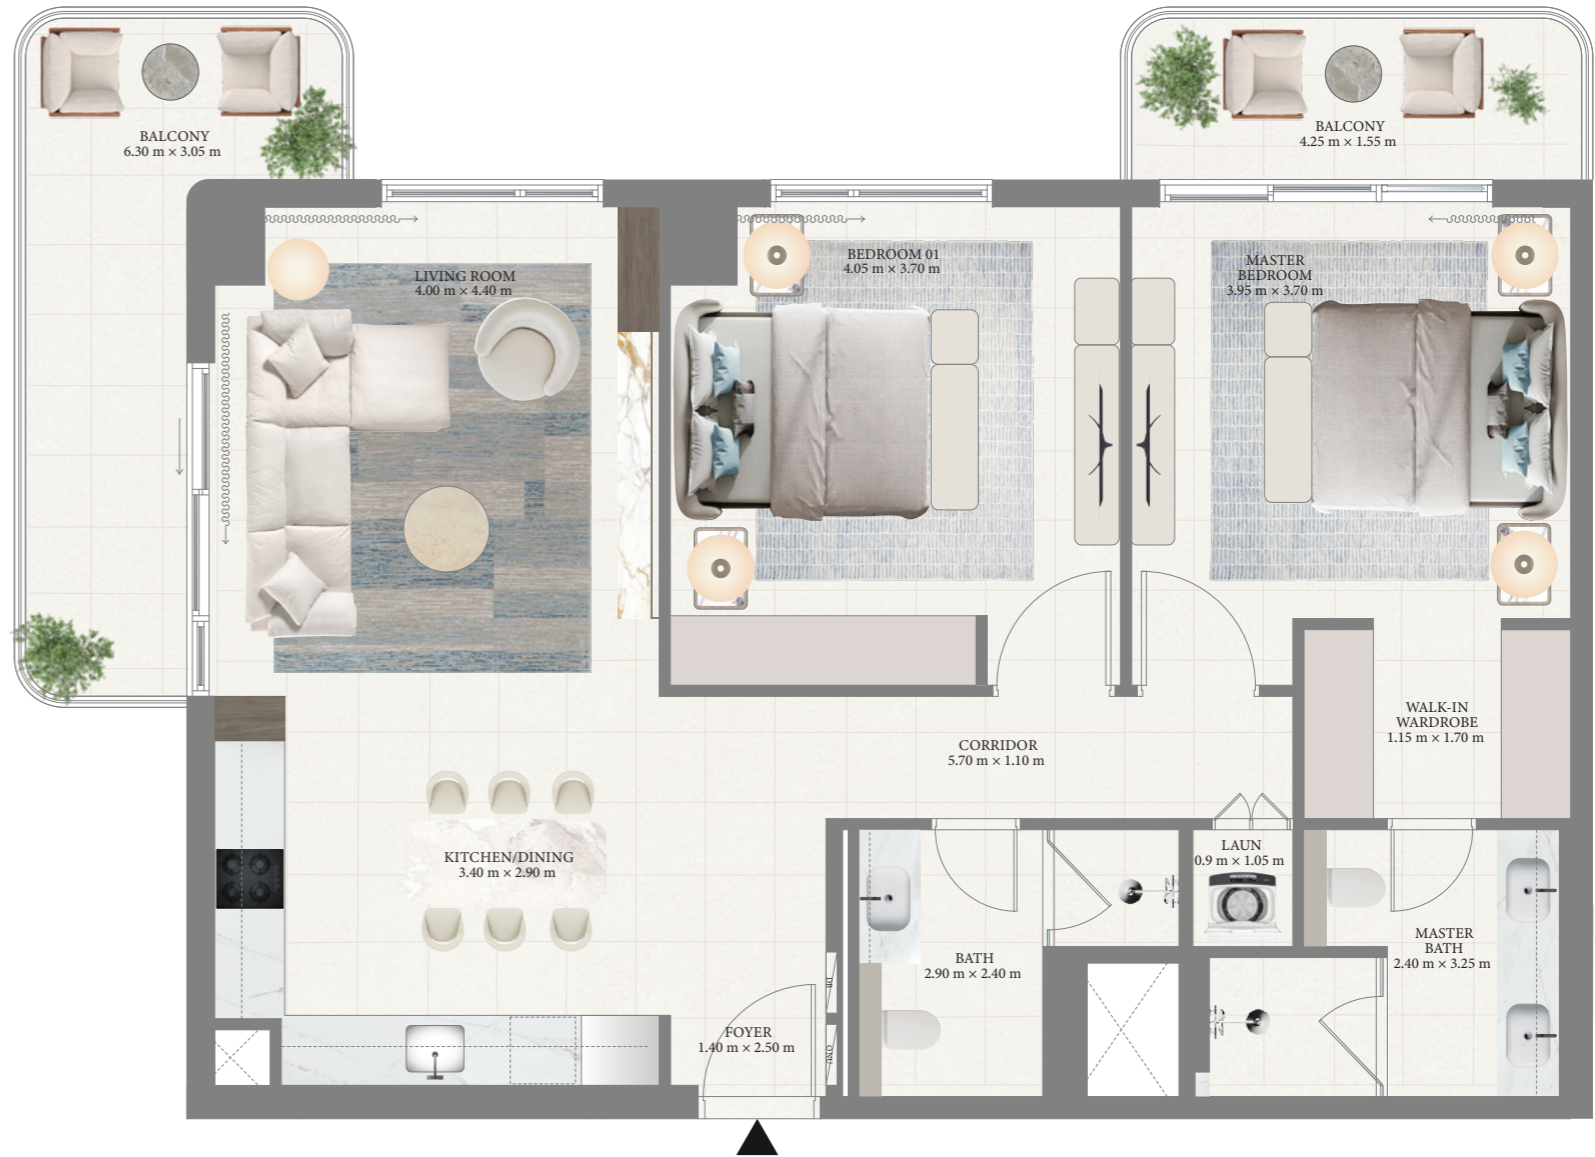 BALCONY
6.30 m × 3.05 m
BALCONY
4.25 m × 1.55 m
LIVING ROOM
4.00 m × 4.40 m
BEDROOM 01
4.05 m × 3.70 m
MASTER
BEDROOM
3.95 m × 3.70 m
WALK-IN
WARDROBE
1.15 m × 1.70 m
CORRIDOR
5.70 m × 1.10 m
KITCHEN/DINING
3.40 m × 2.90 m
LAUN
0.9 m × 1.05 m
BATH
2.90 m × 2.40 m
MASTER
BATH
2.40 m × 3.25 m
FOYER
1.40 m × 2.50 m
DB
ONU